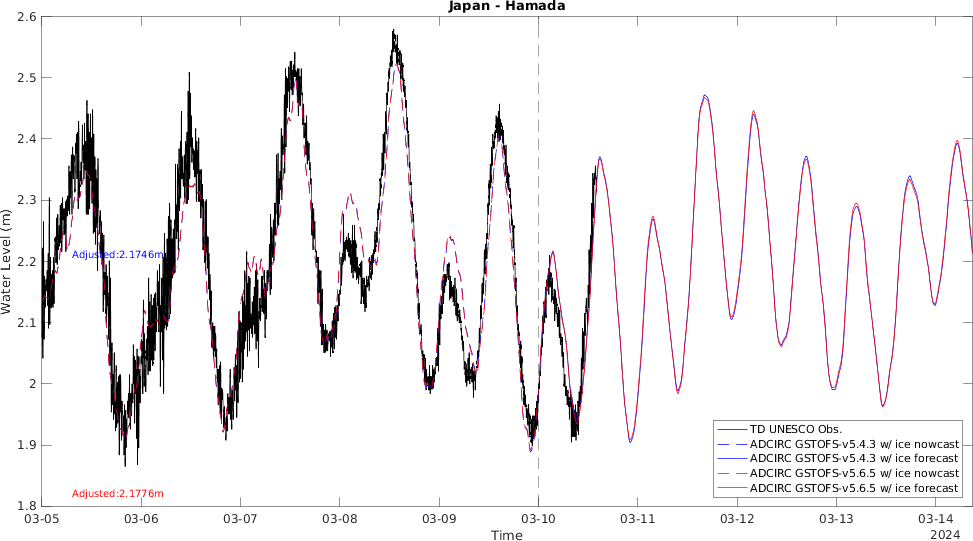 Japan - Hamada
2.6
2.5
2.4
2.3
2.2
2.1
2
1.9
1.8
Water Level (m)
Adjusted:2.1746m
Adjusted:2.1776m
TD UNESCO Obs.
ADCIRC GSTOFS-v5.4.3 w/ ice nowcast
ADCIRC GSTOFS-v5.4.3 w/ ice forecast
ADCIRC GSTOFS-v5.6.5 w/ ice nowcast
ADCIRC GSTOFS-v5.6.5 w/ ice forecast
03-05 03-06 03-07 03-08 03-09 03-10 03-11 03-12 03-13 03-14
2024
Time